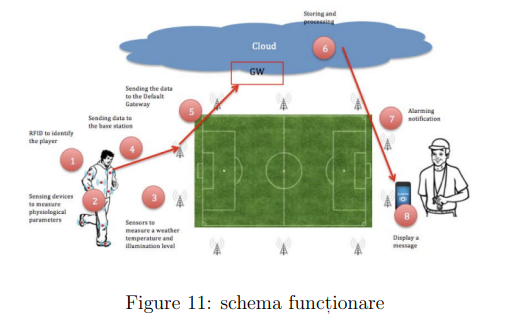 Storing and
processing
Cloud
6
GW
Sending the data
to the Default
Gateway
5
Sending data to
the base station
4
7
Alarming
notification
RFID to identify
the player
1
2
Sensing devices
to measure
physiological
parameters
3
Sensors to
measure a weather
temperature and
illumination level
8
Display a
message
Figure 11: schema funcționare